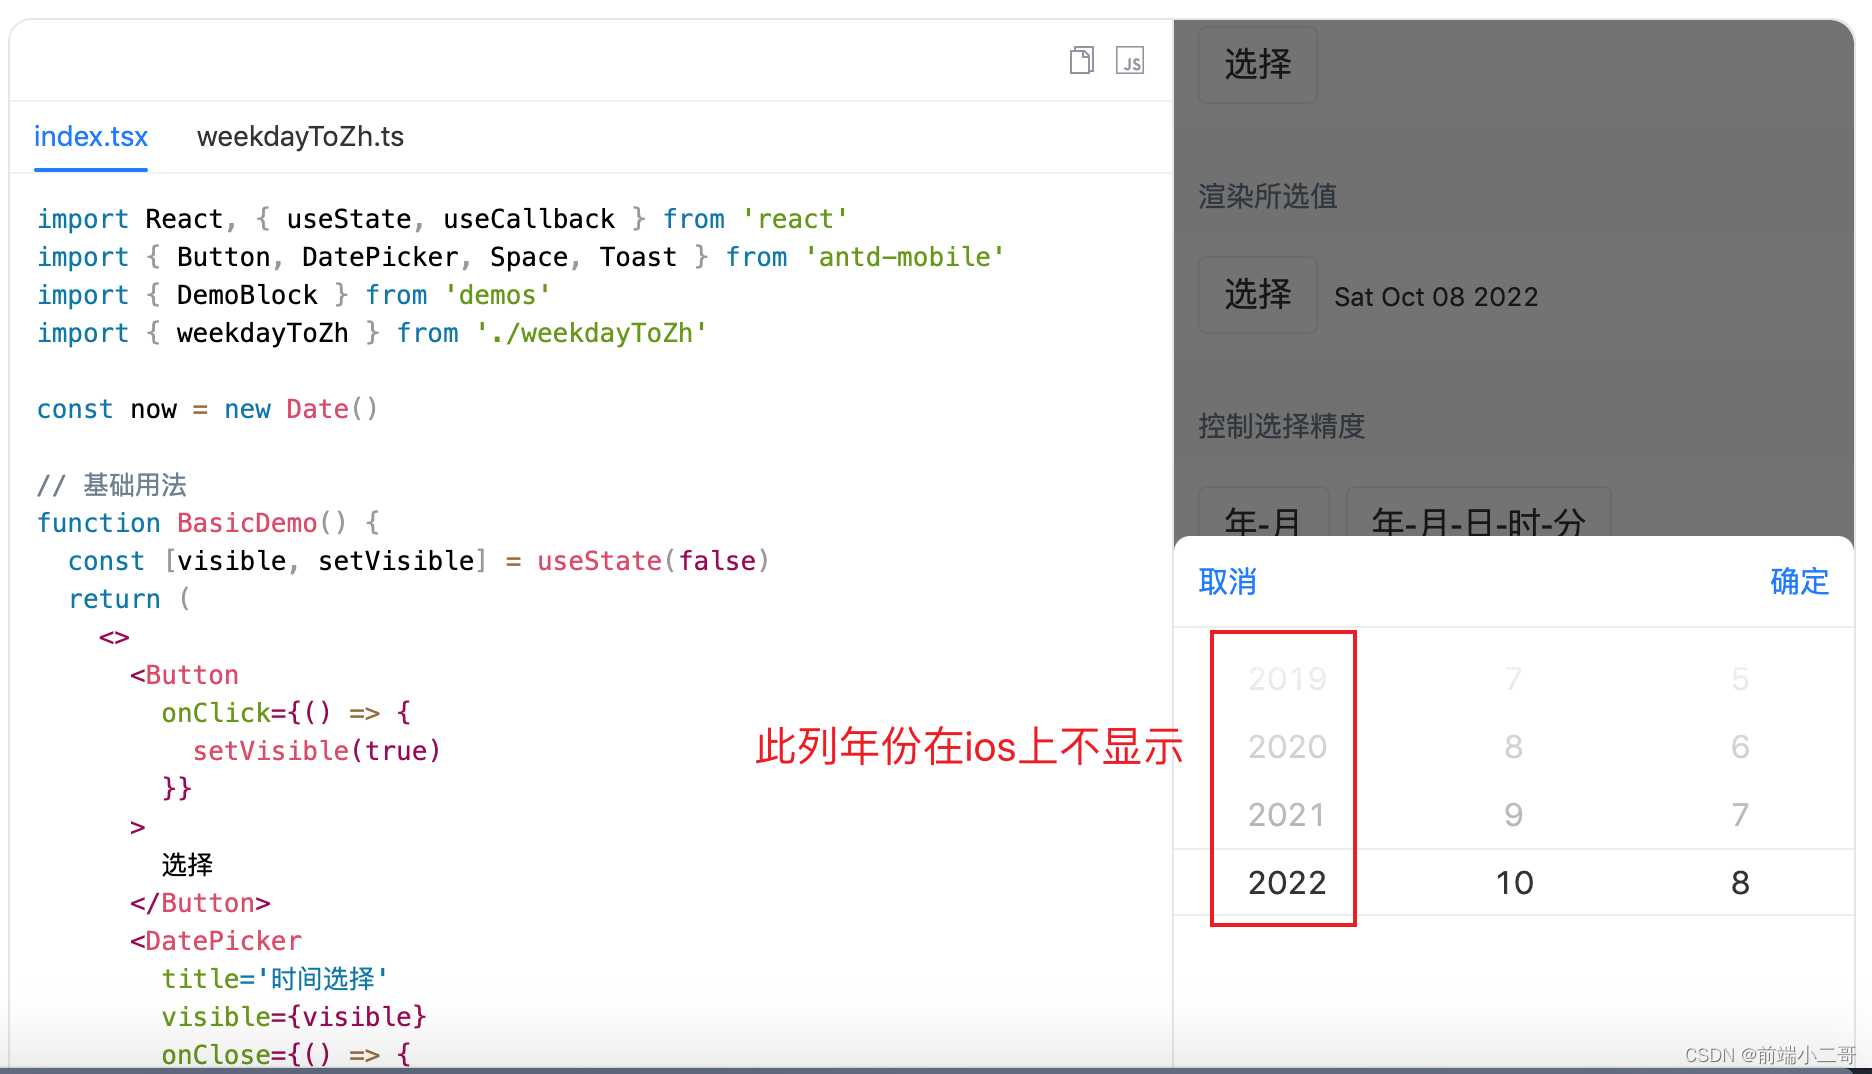 JS
index.tsx
weekdayToZh.ts
import React, { useState, useCallback } from 'react'
import { Button, DatePicker, Space, Toast } from 'antd-mobile'
import { DemoBlock } from 'demos'
import { weekdayToZh } from './weekdayToZh'
const now = new Date()
// 基础用法
function BasicDemo() {
const [visible, setVisible] = useState(false)
return (
<>
<Button
onClick={() => {
setVisible(true)
}}
>
选择
</Button>
<DatePicker
title='时间选择'
visible={visible}
onClose={() => {
此列年份在ios上不显示
选择
渲染所选值
选择 Sat Oct 08 2022
控制选择精度
年-月 年-月-日-时-分
取消 确定
2019 7 5
2020 8 6
2021 9 7
2022 10 8
CSDN @前端小二哥